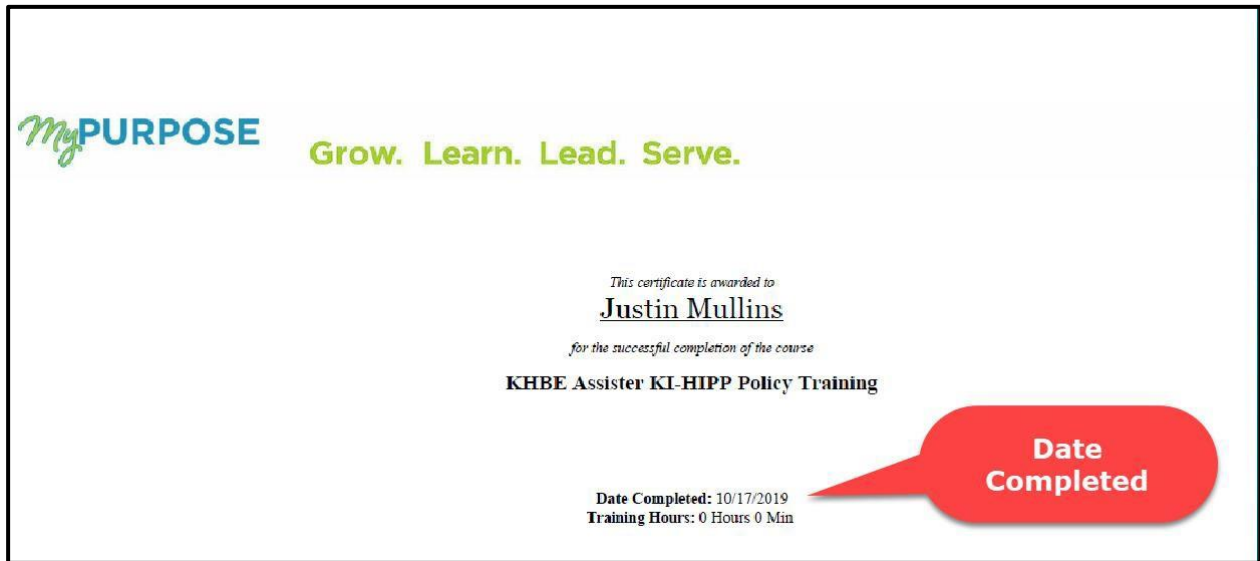 MyPURPOSE
Grow. Learn. Lead. Serve.
This certificate is awarded to
Justin Mullins
for the successful completion of the course
KHBE Assister KI-HIPP Policy Training
Date Completed: 10/17/2019
Training Hours: 0 Hours 0 Min
Date
Completed